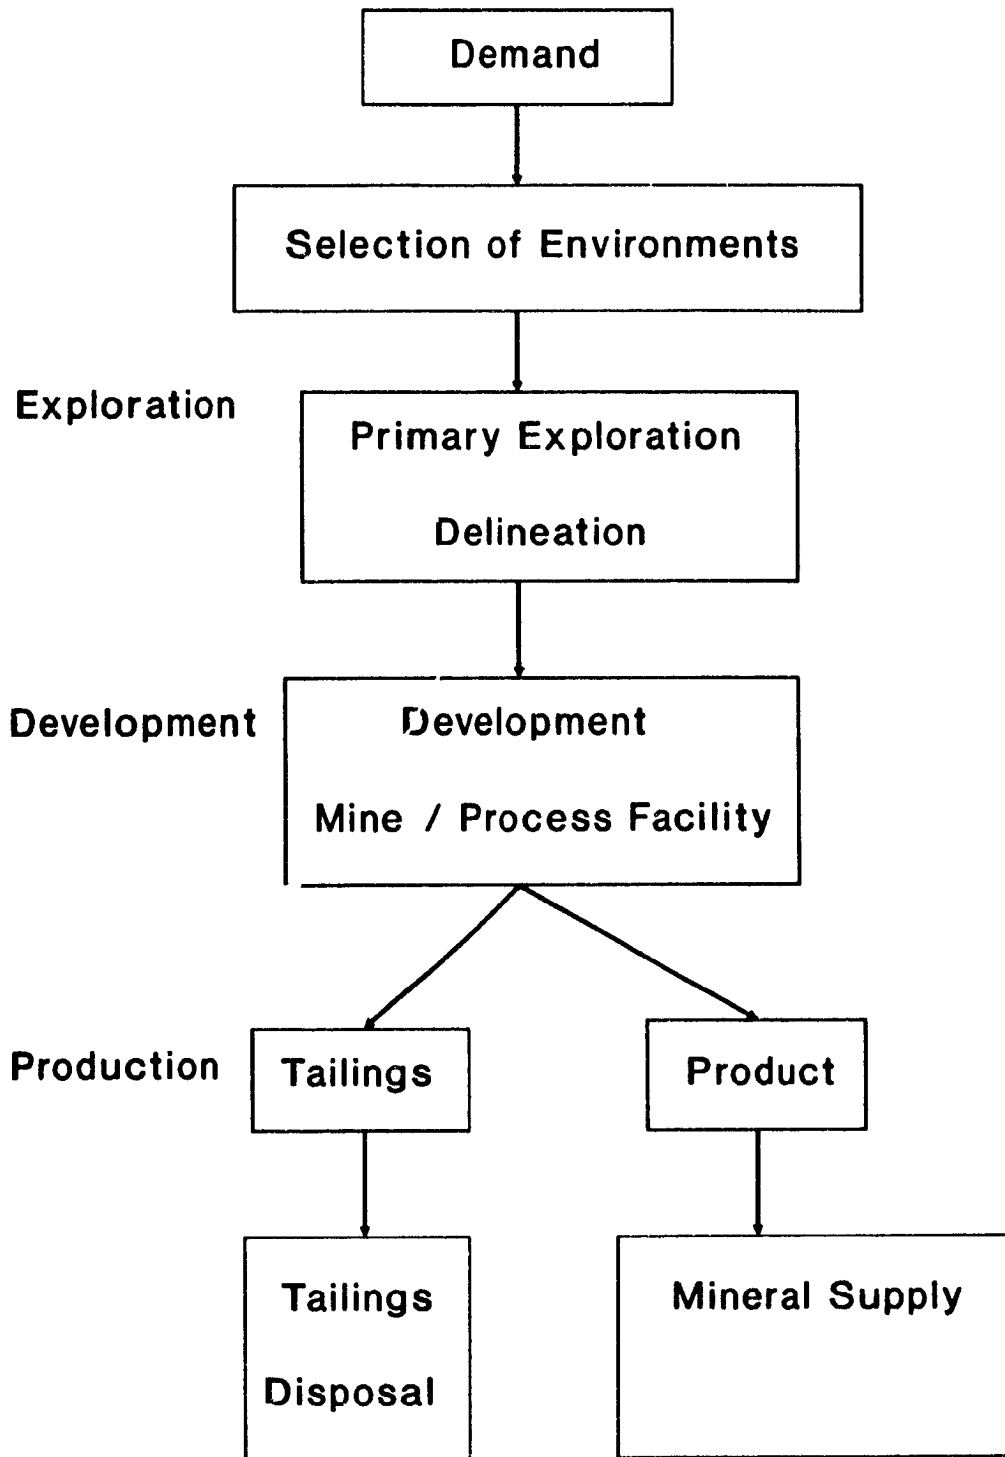 Demand
Selection of Environments
Exploration
Primary Exploration
Delineation
Development
Development
Mine / Process Facility
Production
Tailings
Product
Tailings
Disposal
Mineral Supply